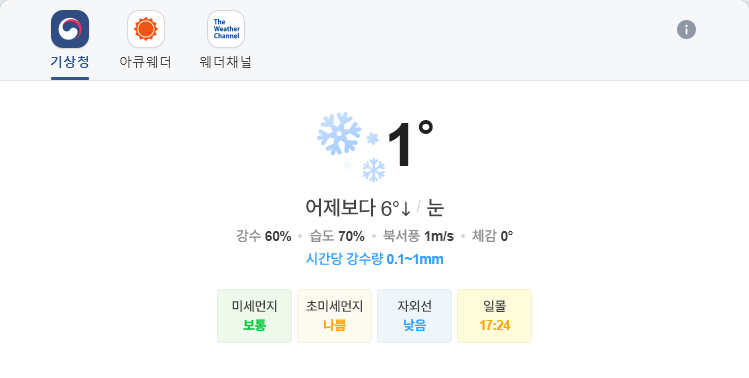 The
Weather
Channel
기상청 아큐웨더 웨더채널
1°
어제보다 6°↓ / 눈
강수 60% • 습도 70% • 북서풍 1m/s • 체감 0°
시간당 강수량 0.1~1mm
미세먼지 초미세먼지 자외선 일몰
보통 나쁨 낮음 17:24